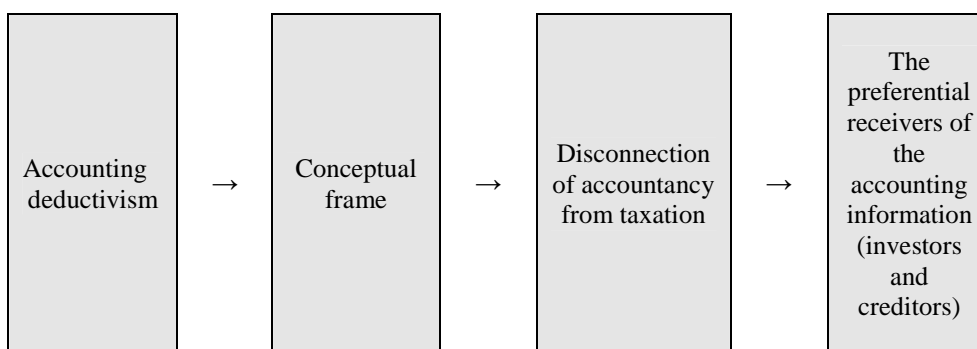 Accounting
deductivism
→
Conceptual
frame
→
Disconnection
of accountancy
from taxation
→
The
preferential
receivers of
the
accounting
information
(investors
and
creditors)